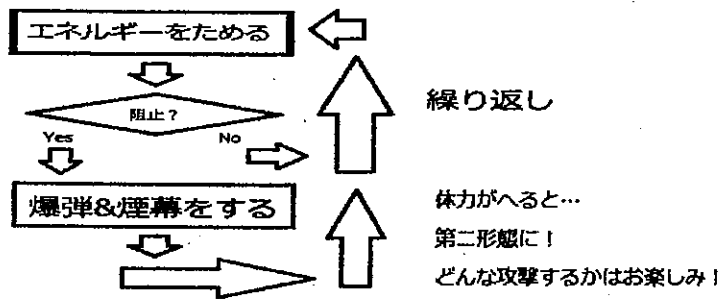 エネルギーをためる
繰り返し
阻止？
Yes
No
爆弾&煙幕をする
体力がへると…
第二形態に！
どんな攻撃するかはお楽しみ！